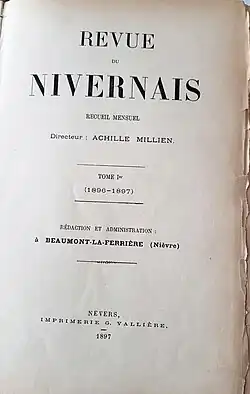 REVUE
DU
NIVERNAIS
RECUEIL MENSUEL
Directeur : ACHILLE MILLIEN.
TOME Ier
(1896-1897)
RÉDACTION ET ADMINISTRATION :
à BEAUMONT-LA-FERRIÈRE (Nièvre)
NEVERS,
IMPRIMERIE G. VALLIÈRE,
1897